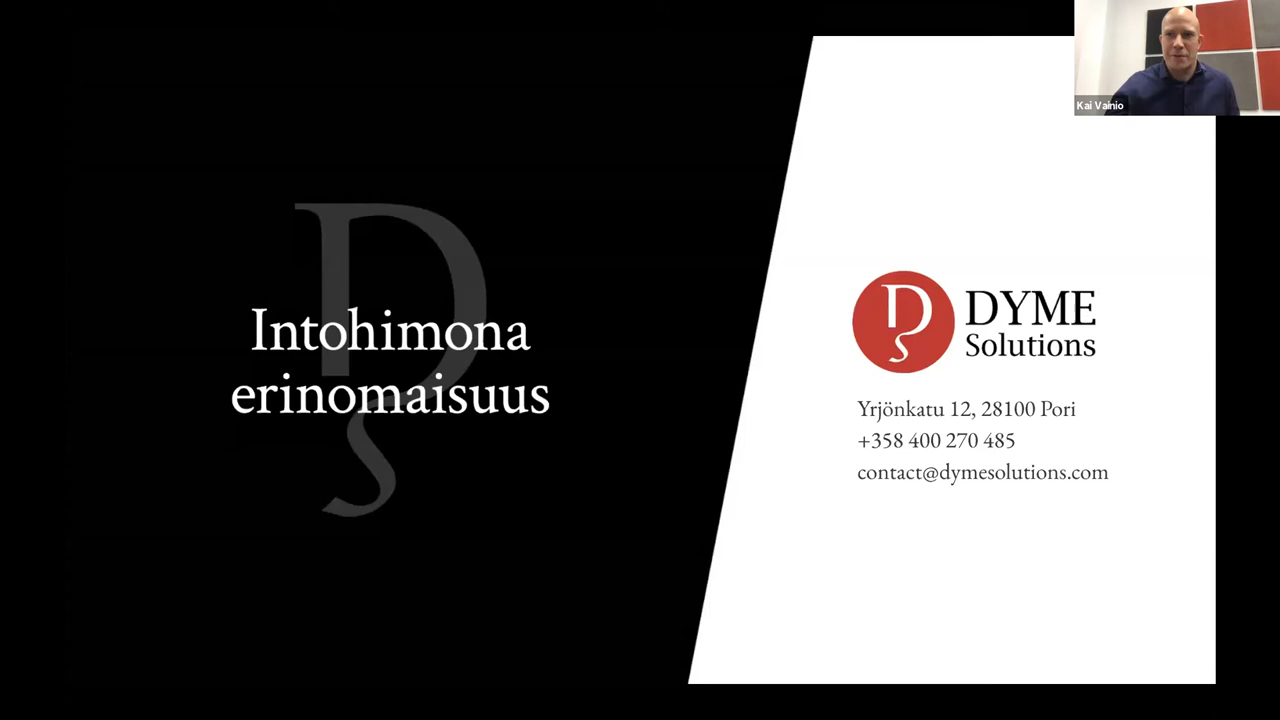 Kai Vainio
Intohimona
erinomaisuus
DYME
Solutions
Yrjönkatu 12, 28100 Pori
+358 400 270 485
contact@dymesolutions.com